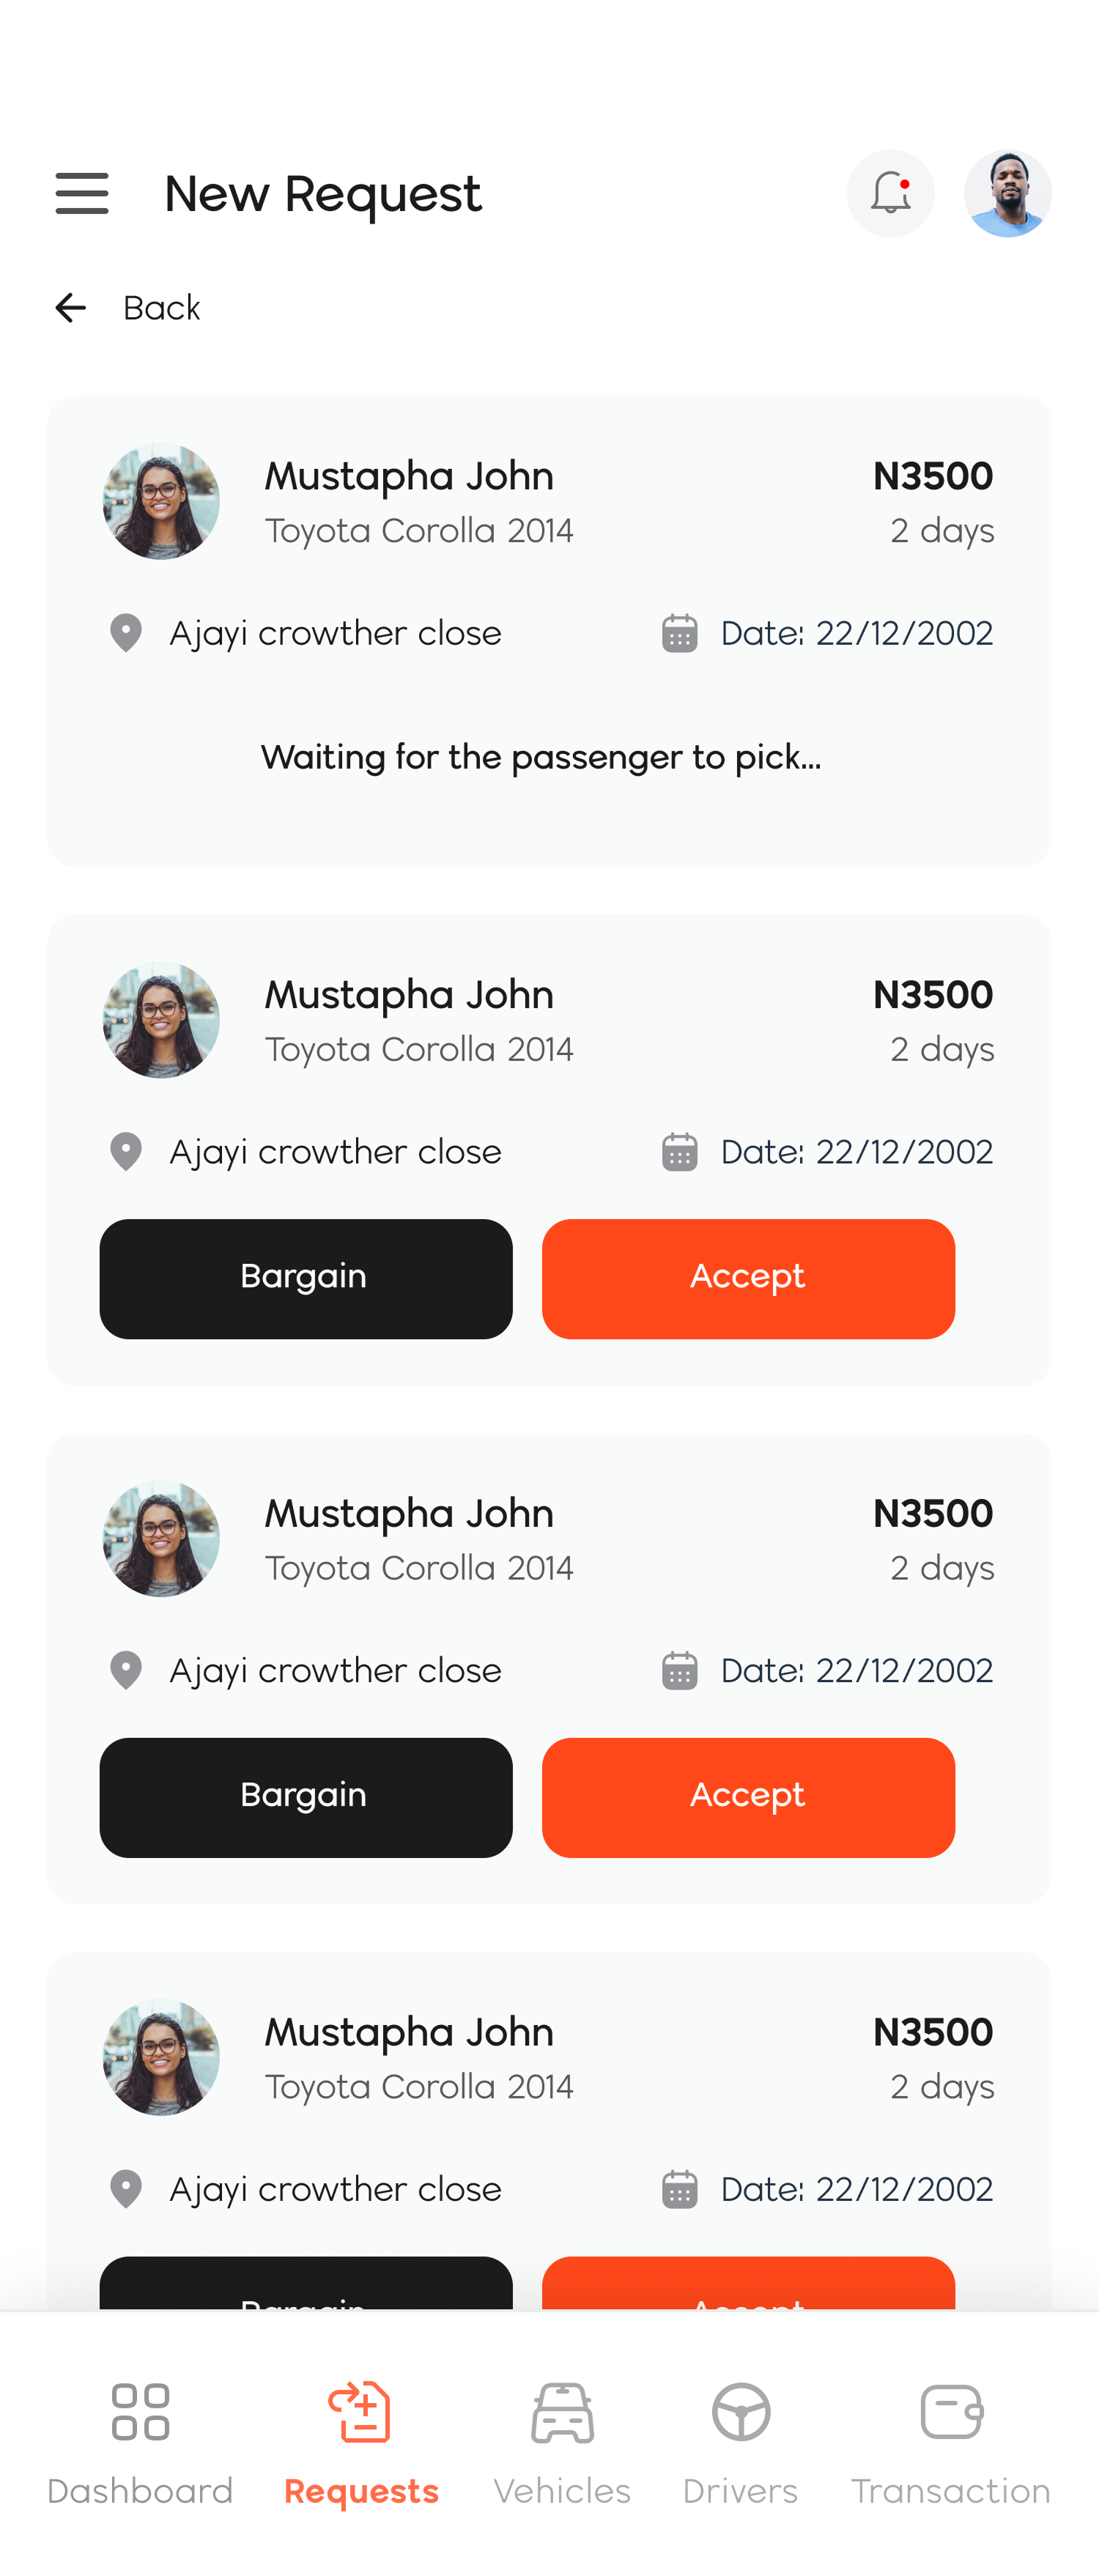 New Request
Back
Mustapha John N3500
Toyota Corolla 2014 2 days
Ajayi crowther close Date: 22/12/2002
Waiting for the passenger to pick...
Mustapha John N3500
Toyota Corolla 2014 2 days
Ajayi crowther close Date: 22/12/2002
Bargain Accept
Mustapha John N3500
Toyota Corolla 2014 2 days
Ajayi crowther close Date: 22/12/2002
Bargain Accept
Mustapha John N3500
Toyota Corolla 2014 2 days
Ajayi crowther close Date: 22/12/2002
Bargain Accept
Dashboard Requests Vehicles Drivers Transaction